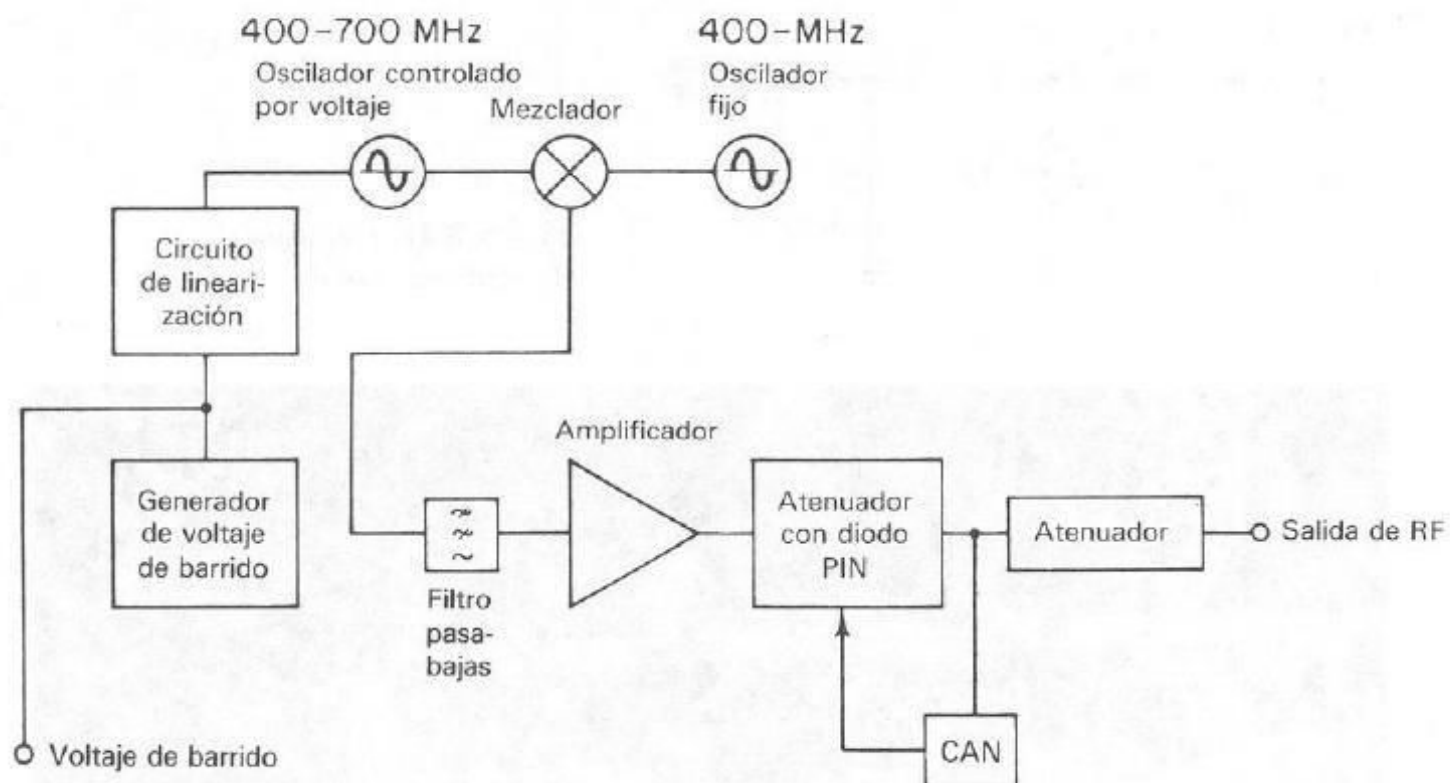 400-700 MHz
Oscilador controlado
por voltaje
Mezclador
400-MHz
Oscilador
fijo
Circuito
de lineari-
zación
Generador
de voltaje
de barrido
Voltaje de barrido
Filtro
pasa-
bajas
Amplificador
Atenuador
con diodo
PIN
CAN
Atenuador
Salida de RF